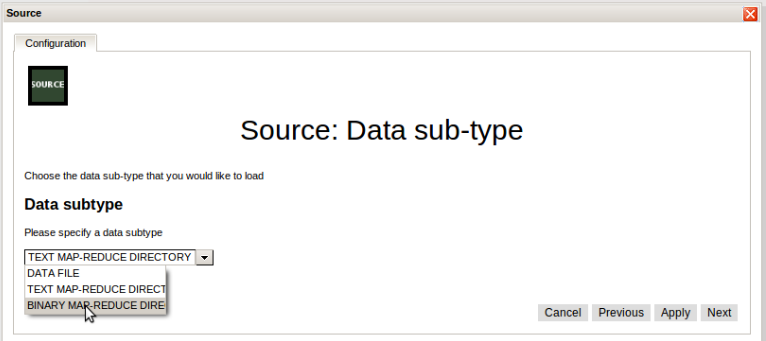 Source
Configuration
SOURCE
Source: Data sub-type
Choose the data sub-type that you would like to load
Data subtype
Please specify a data subtype
TEXT MAP-REDUCE DIRECTORY
DATA FILE
TEXT MAP-REDUCE DIRECT
BINARY MAP-REDUCE DIRE
Cancel Previous Apply Next